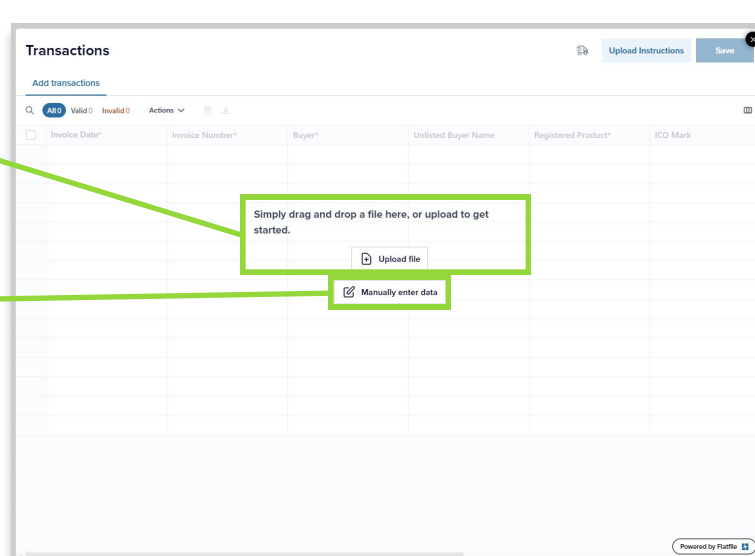 Transactions
Upload Instructions
Save
Add transactions
All 0 Valid 0 Invalid 0 Actions
Invoice Date* Invoice Number* Buyer* Unlisted Buyer Name Registered Product* ICO Mark
Simply drag and drop a file here, or upload to get
started.
Upload file
Manually enter data
Powered by Flatfile